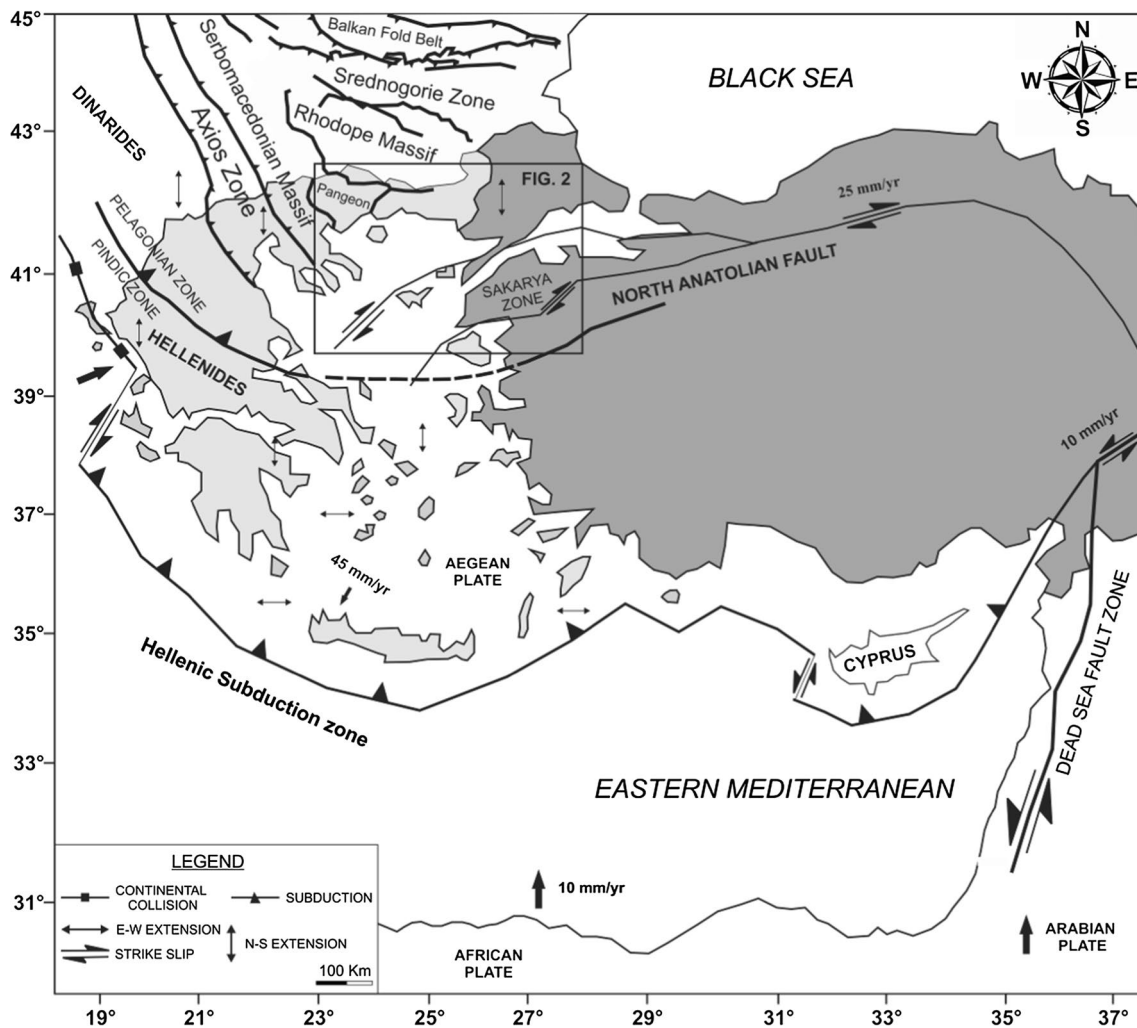 45°
43°
41°
39°
37°
35°
33°
31°
19°
21°
23°
25°
27°
29°
31°
33°
35°
37°
Balkan Fold Belt
Srednogorie Zone
Rhodope Massif
Serbomacedonian Massif
Axios Zone
DINARIDES
Pangeon
FIG. 2
BLACK SEA
N
W
E
S
25 mm/yr
PELAGONIAN ZONE
PINDIC ZONE
HELLENIDES
SAKARYA
ZONE
NORTH ANATOLIAN FAULT
10 mm/yr
AEGEAN
PLATE
45 mm/yr
Hellenic Subduction zone
CYPRUS
DEAD SEA FAULT ZONE
EASTERN MEDITERRANEAN
10 mm/yr
AFRICAN
PLATE
ARABIAN
PLATE
LEGEND
CONTINENTAL
COLLISION
SUBDUCTION
E-W EXTENSION
N-S EXTENSION
STRIKE SLIP
100 Km